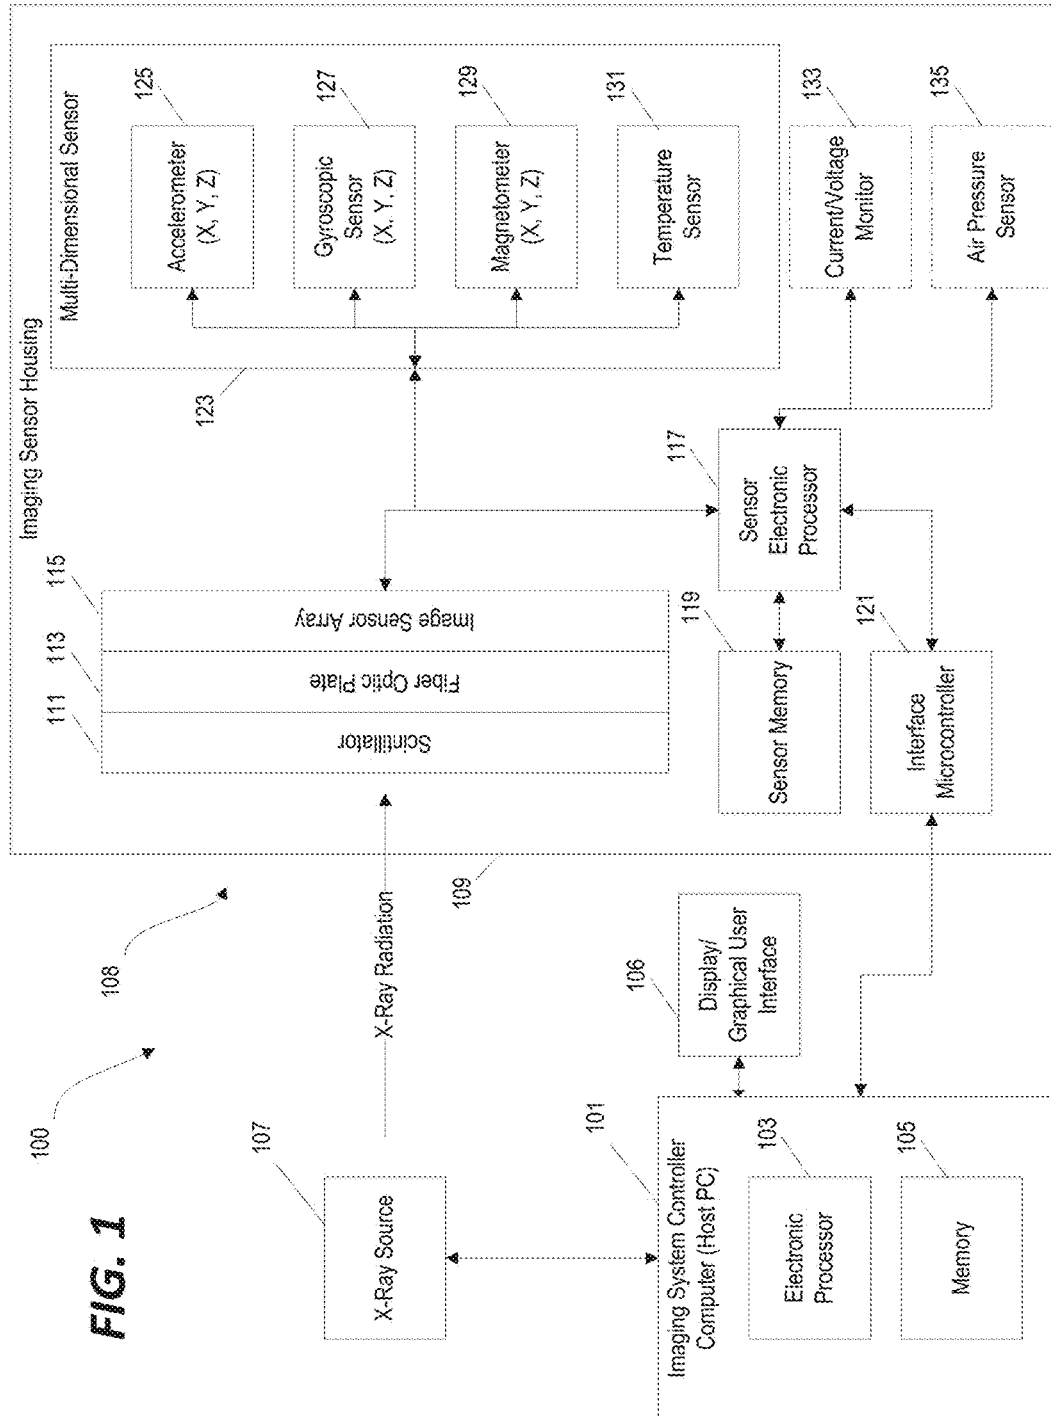 FIG. 1
100
108
107
X-Ray Source
X-Ray Radiation
101
Imaging System Controller
Computer (Host PC)
103
Electronic
Processor
105
Memory
106
Display/
Graphical User
Interface
109
Imaging Sensor Housing
111
113
115
Scintillator
Fiber Optic Plate
Image Sensor Array
119
Sensor Memory
117
Sensor
Electronic
Processor
121
Interface
Microcontroller
123
Multi-Dimensional Sensor
125
Accelerometer
(X, Y, Z)
127
Gyroscopic
Sensor
(X, Y, Z)
129
Magnetometer
(X, Y, Z)
131
Temperature
Sensor
133
Current/Voltage
Monitor
135
Air Pressure
Sensor